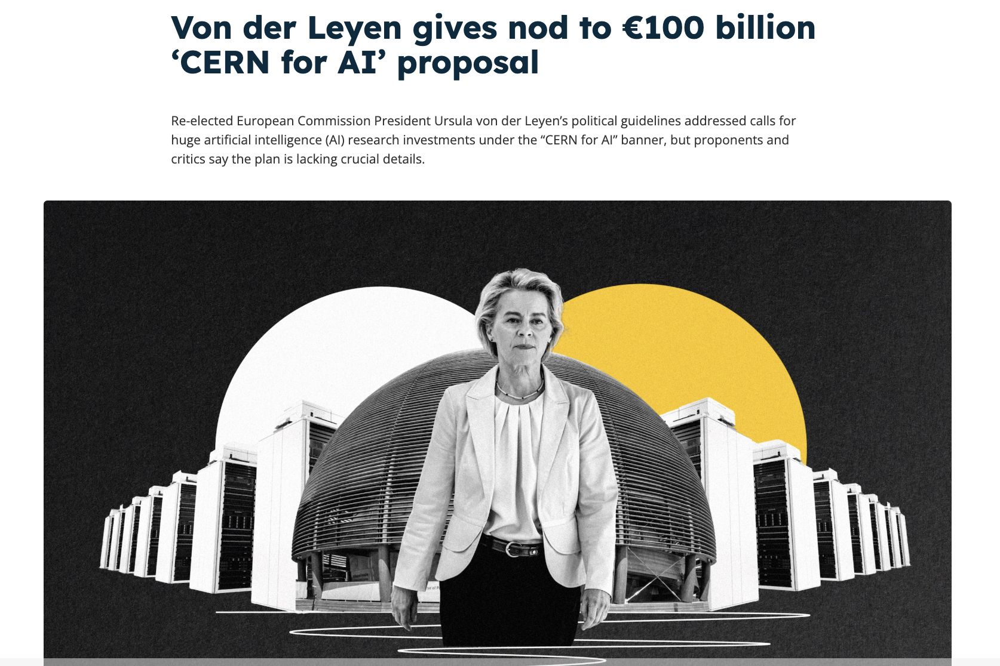 Von der Leyen gives nod to €100 billion
‘CERN for AI’ proposal
Re-elected European Commission President Ursula von der Leyen’s political guidelines addressed calls for
huge artificial intelligence (AI) research investments under the “CERN for AI” banner, but proponents and
critics say the plan is lacking crucial details.